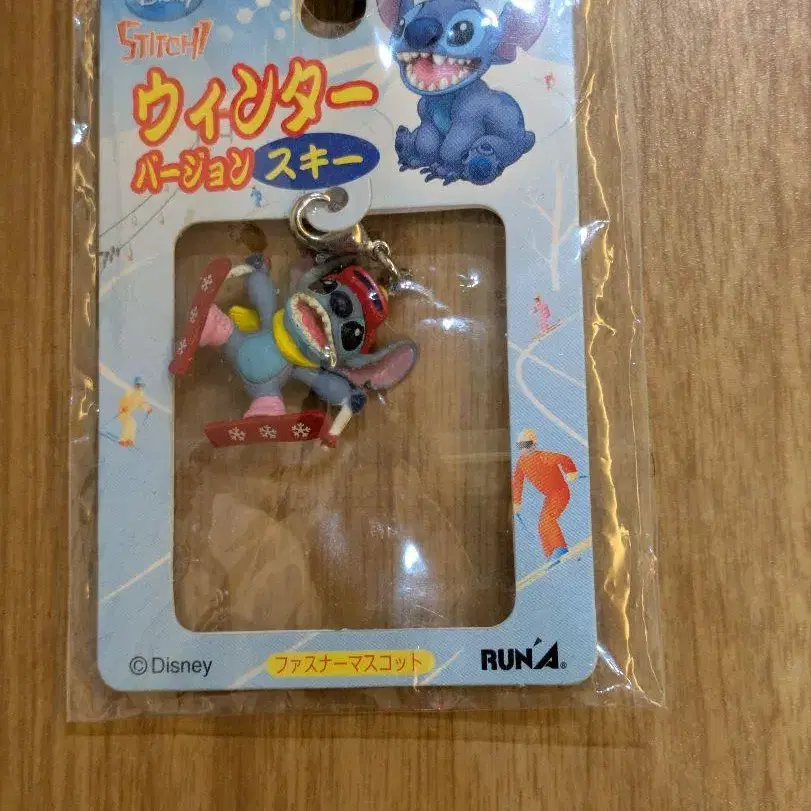 STITCH!
ウィンター
バージョン スキー
©Disney
ファスナーマスコット
RUN'A®